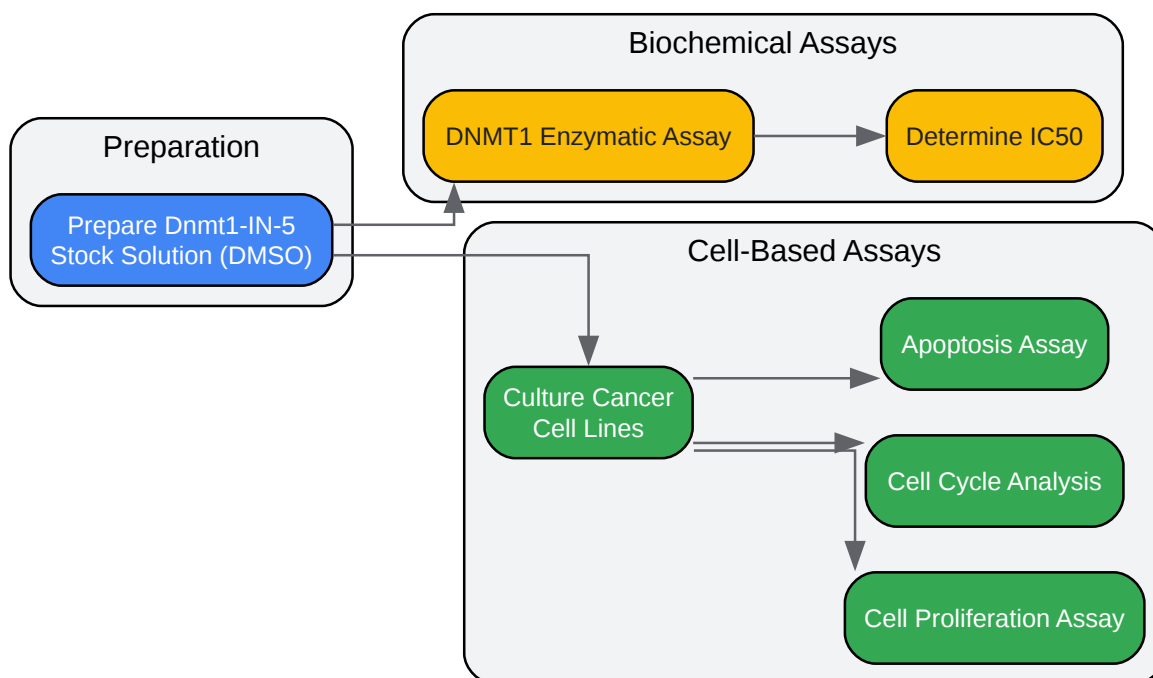 Biochemical Assays
DNMT1 Enzymatic Assay
Determine IC50
Preparation
Prepare Dnmt1-IN-5
Stock Solution (DMSO)
Cell-Based Assays
Culture Cancer
Cell Lines
Apoptosis Assay
Cell Cycle Analysis
Cell Proliferation Assay